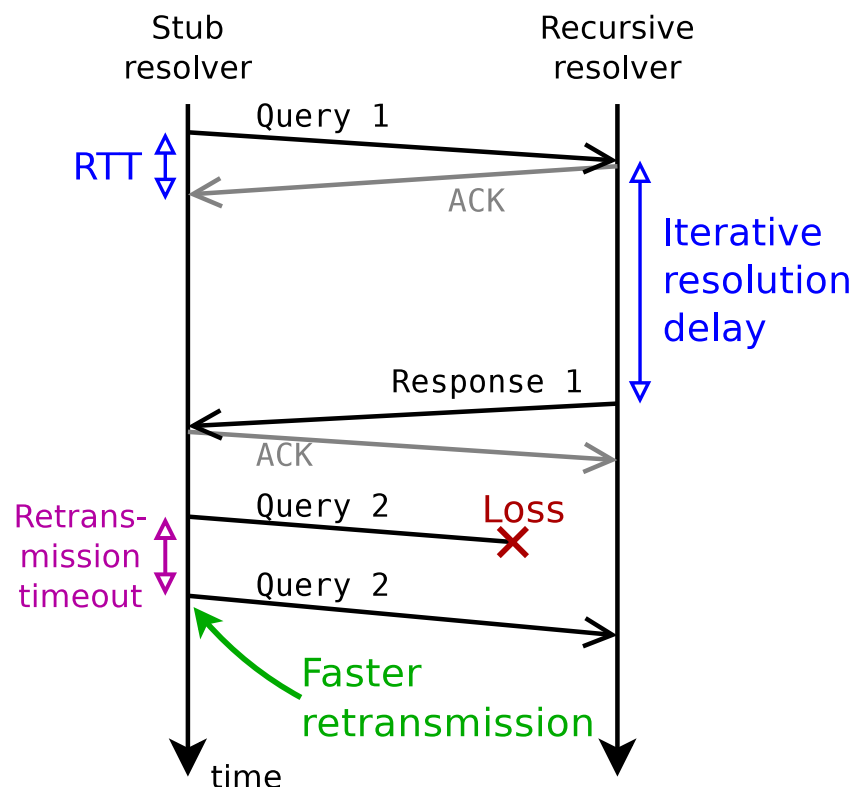 Stub
resolver
Recursive
resolver
Query 1
RTT
ACK
Iterative
resolution
delay
Response 1
ACK
Retrans-
mission
timeout
Query 2
Loss
Query 2
Faster
retransmission
time